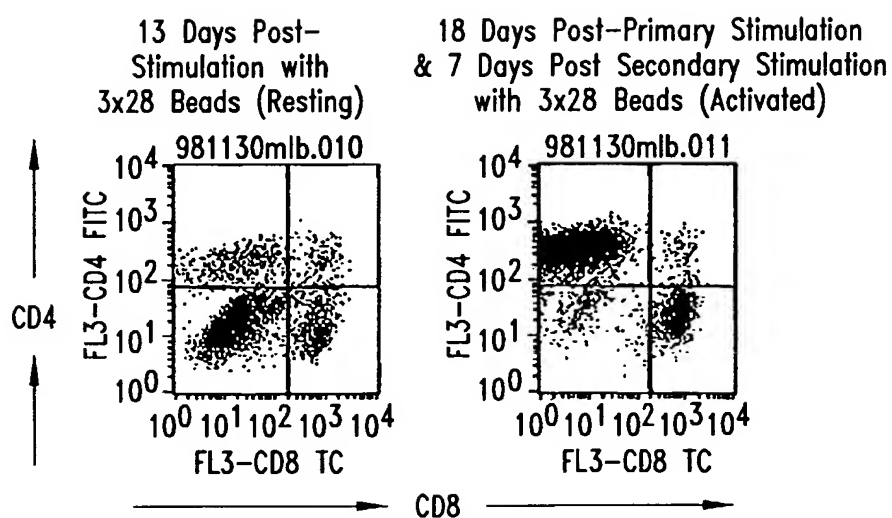 13 Days Post-
Stimulation with
3x28 Beads (Resting)
18 Days Post-Primary Stimulation
& 7 Days Post Secondary Stimulation
with 3x28 Beads (Activated)
981130mlb.010
10^4
10^3
10^2
10^1
10^0
FL3-CD4 FITC
10^0 10^1 10^2 10^3 10^4
FL3-CD8 TC
981130mlb.011
10^4
10^3
10^2
10^1
10^0
FL3-CD4 FITC
10^0 10^1 10^2 10^3 10^4
FL3-CD8 TC
CD4
CD8